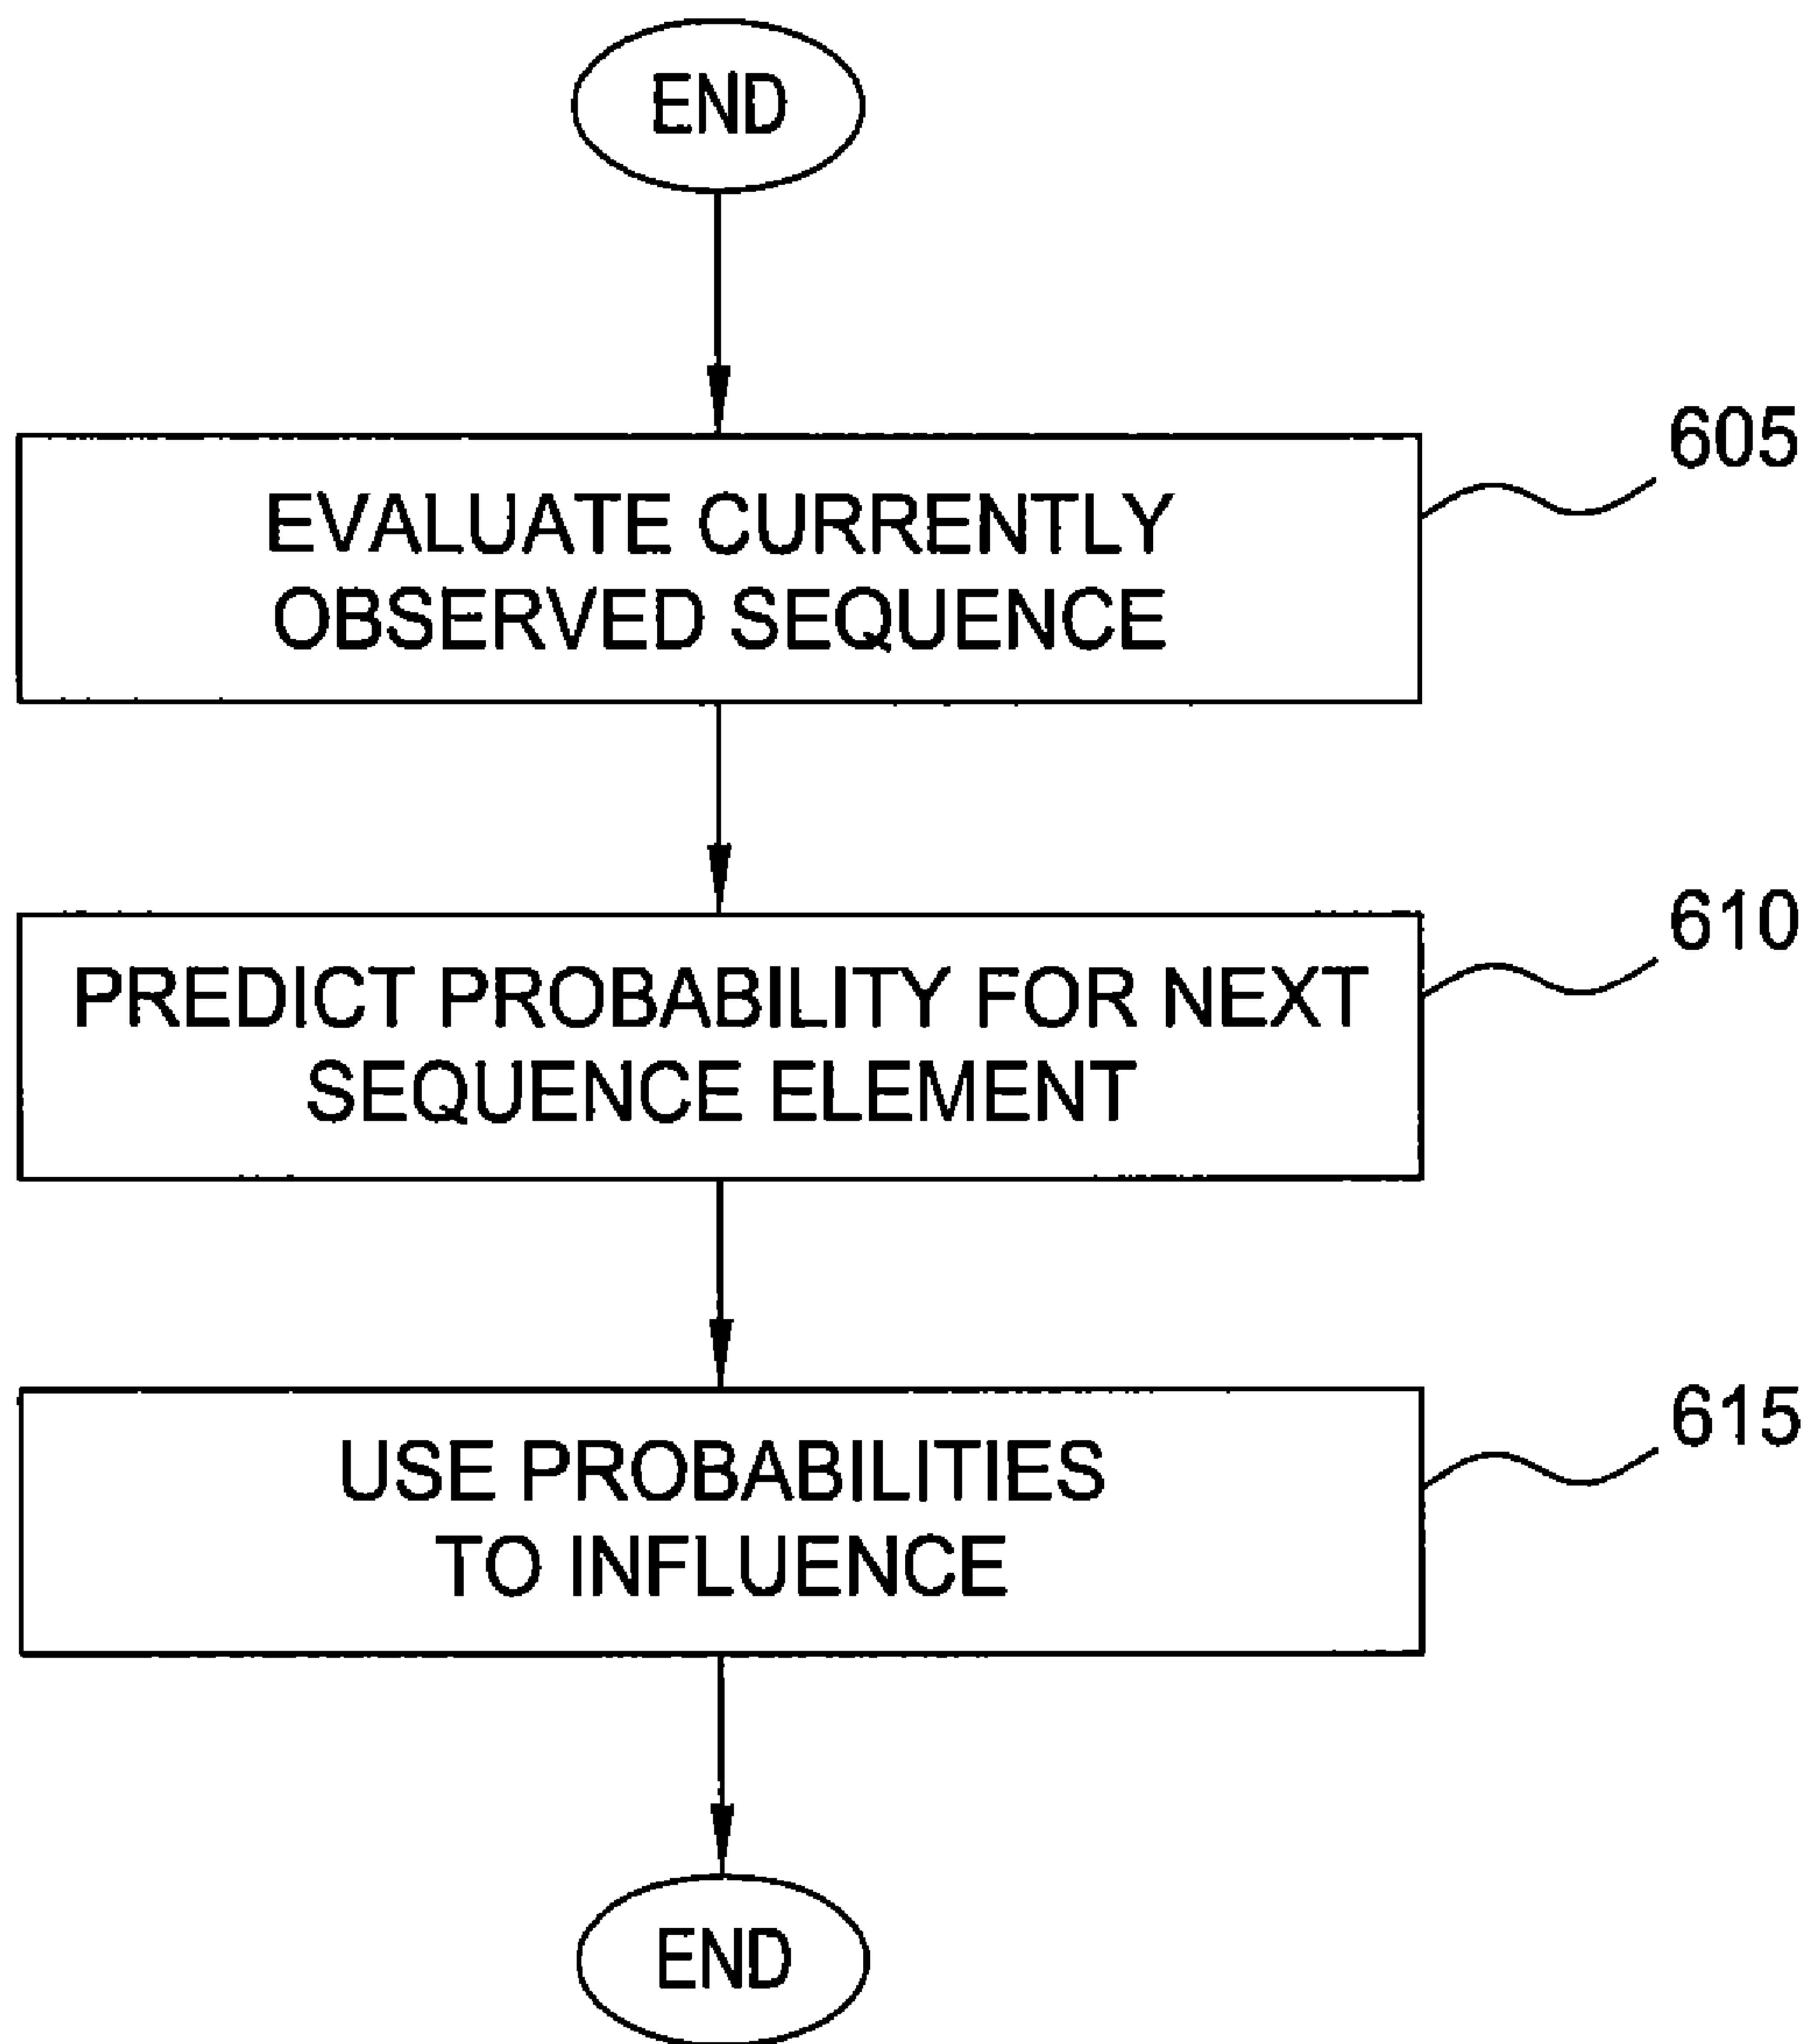 END
605
EVALUATE CURRENTLY
OBSERVED SEQUENCE
610
PREDICT PROBABILITY FOR NEXT
SEQUENCE ELEMENT
615
USE PROBABILITIES
TO INFLUENCE
END